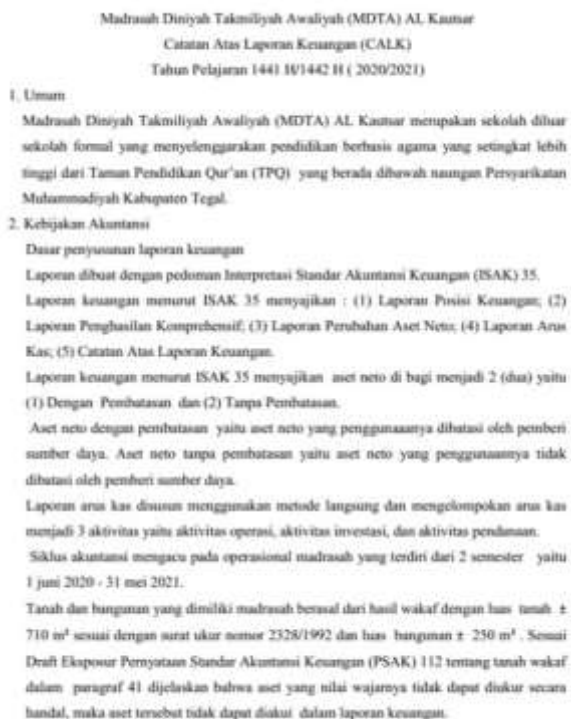 Madrasah Diniyah Takmiliyah Awaliyah (MDTA) AL Kautsar
Catatan Atas Laporan Keuangan (CALK)
Tahun Pelajaran 1441 H/1442 H ( 2020/2021)
1. Umum
Madrasah Diniyah Takmiliyah Awaliyah (MDTA) AL Kautsar merupakan sekolah diluar
sekolah formal yang menyelenggarakan pendidikan berbasis agama yang setingkat lebih
tinggi dari Taman Pendidikan Qur'an (TPQ) yang berada dibawah naungan Persyarikatan
Muhammadiyah Kabupaten Tegal.
2. Kebijakan Akuntansi
Dasar penyusunan laporan keuangan
Laporan dibuat dengan pedoman Interpretasi Standar Akuntansi Keuangan (ISAK) 35.
Laporan keuangan menurut ISAK 35 menyajikan : (1) Laporan Posisi Keuangan; (2)
Laporan Penghasilan Komprehensif; (3) Laporan Perubahan Aset Neto; (4) Laporan Arus
Kas; (5) Catatan Atas Laporan Keuangan.
Laporan keuangan menurut ISAK 35 menyajikan aset neto di bagi menjadi 2 (dua) yaitu
(1) Dengan Pembatasan dan (2) Tanpa Pembatasan.
Aset neto dengan pembatasan yaitu aset neto yang penggunaaanya dibatasi oleh pemberi
sumber daya. Aset neto tanpa pembatasan yaitu aset neto yang penggunaannya tidak
dibatasi oleh pemberi sumber daya.
Laporan arus kas disusun menggunakan metode langsung dan mengelompokan arus kas
menjadi 3 aktivitas yaitu aktivitas operasi, aktivitas investasi, dan aktivitas pendanaan.
Siklus akuntansi mengacu pada operasional madrasah yang terdiri dari 2 semester yaitu
1 juni 2020 - 31 mei 2021.
Tanah dan bangunan yang dimiliki madrasah berasal dari hasil wakaf dengan luas tanah ±
710 m² sesuai dengan surat ukur nomor 2328/1992 dan luas bangunan ± 250 m² . Sesuai
Draft Eksposur Pernyataan Standar Akuntansi Keuangan (PSAK) 112 tentang tanah wakaf
dalam paragraf 41 dijelaskan bahwa aset yang nilai wajarnya tidak dapat diukur secara
handal, maka aset tersebut tidak dapat diakui dalam laporan keuangan.